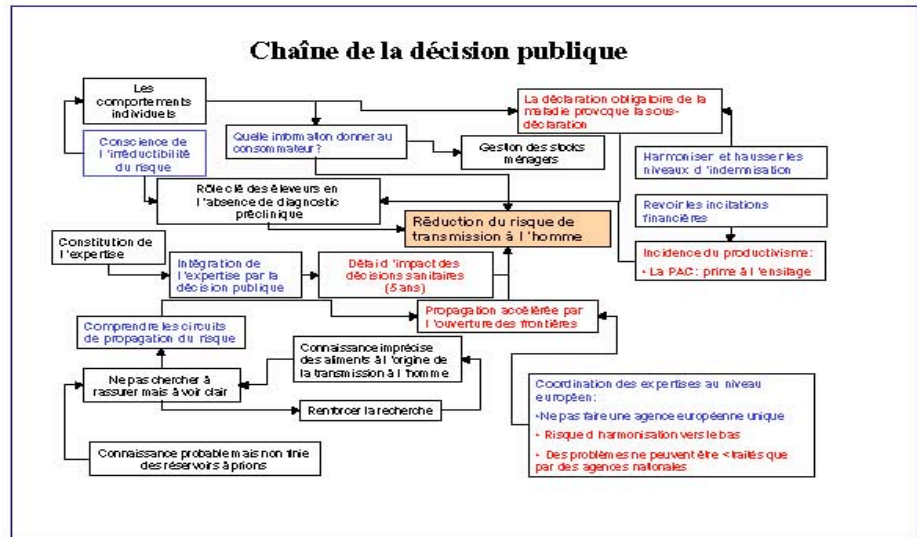 Chaîne de la décision publique
Les
comportements
individuels
La déclaration obligatoire de la
maladie provoque la sous-
déclaration
Conscience de
l 'irréductibilité
du risque
Quelle information donner au
consommateur?
Gestion des stocks
ménagers
Harmoniser et hausser les
niveaux d 'indemnisation
Rôle clé des éleveurs en
l 'absence de diagnostic
préclinique
Revoir les incitations
financières
Réduction du risque de
transmission à l 'homme
Constitution de
l 'expertise
Incidence du productivisme:
• La PAC: prime à l 'ensilage
Intégration de
l 'expertise par la
décision publique
Délai d 'impact des
décisions sanitaires
(5 ans)
Propagation accélérée par
l 'ouverture des frontières
Comprendre les circuits
de propagation du risque
Connaissance imprécise
des aliments à l 'origine de
la transmission à l 'homme
Ne pas chercher à
rassurer mais à voir clair
Renforcer la recherche
Coordination des expertises au niveau
européen:
•Ne pas faire une agence européenne unique
• Risque d harmonisation vers le bas
• Des problèmes ne peuvent être <traités que
par des agences nationales
Connaissance probable mais non finie
des réservoirs à prions